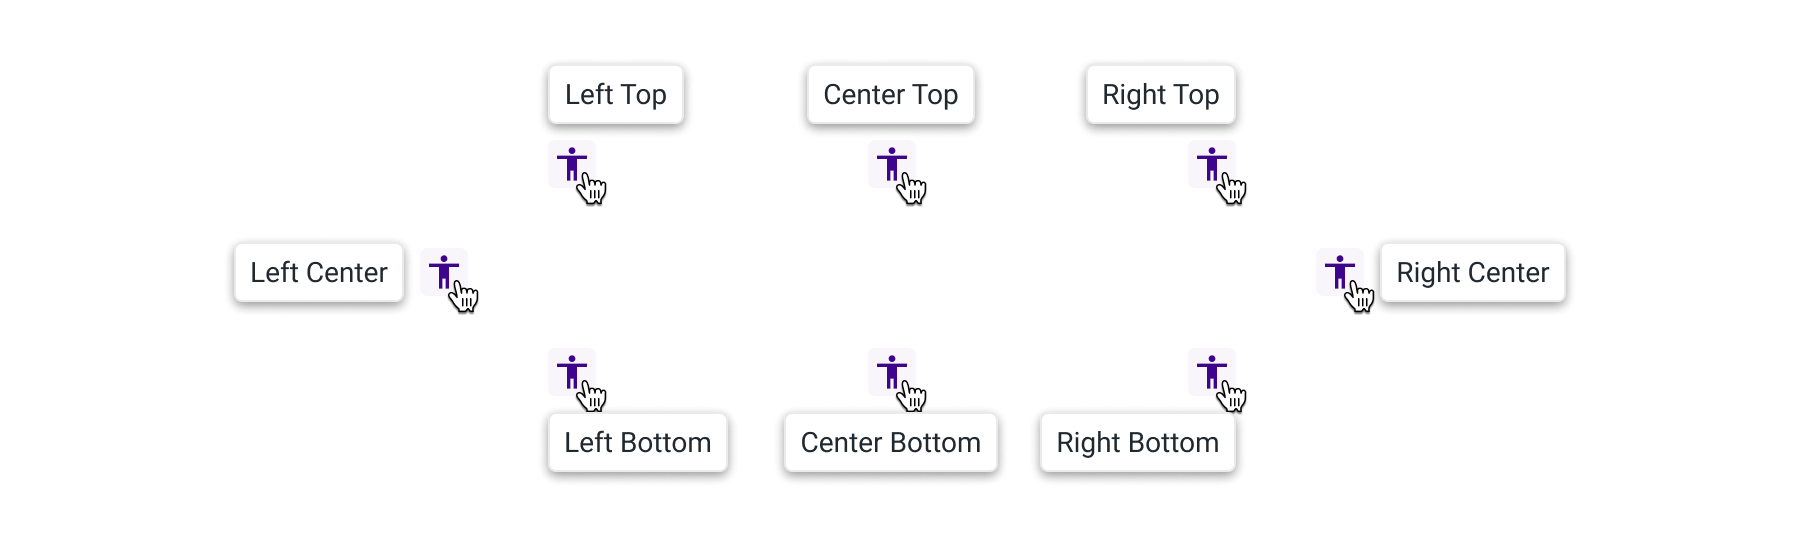 Left Top
Center Top
Right Top
Left Center
Right Center
Left Bottom
Center Bottom
Right Bottom